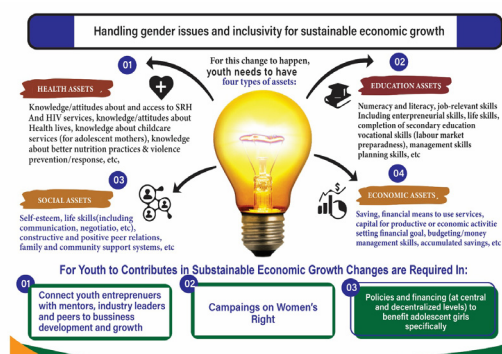 Handling gender issues and inclusivity for sustainable economic growth
For this change to happen,
youth needs to have
four types of assets:
01
HEALTH ASSETS
Knowledge/attitudes about and access to SRH
And HIV services, knowledge/attitudes about
Health lives, knowledge about childcare
services (for adolescent mothers), knowledge
about better nutrition practices & violence
prevention/response, etc,
02
EDUCATION ASSETS
Numeracy and literacy, job-relevant skills
Including enterpreneurial skills, life skills,
completion of secondary education
vocational skills (labour market
preparadness), management skills
planning skills, etc
03
SOCIAL ASSETS
Self-esteem, life skills(including
communication, negotiatio, etc),
constructive and positive peer relations,
family and community support systems, etc
04
ECONOMIC ASSETS
Saving, financial means to use services,
capital for productive or economic activitie
setting financial goal, budgeting/money
management skills, accumulated savings, etc
For Youth to Contributes in Substainable Economic Growth Changes are Required In:
01
Connect youth entreprenuers
with mentors, industry leaders
and peers to bussiness
development and growth
02
Campaings on Women's
Right
03
Policies and financing (at central
and decentralized levels) to
benefit adolescent girls
specifically